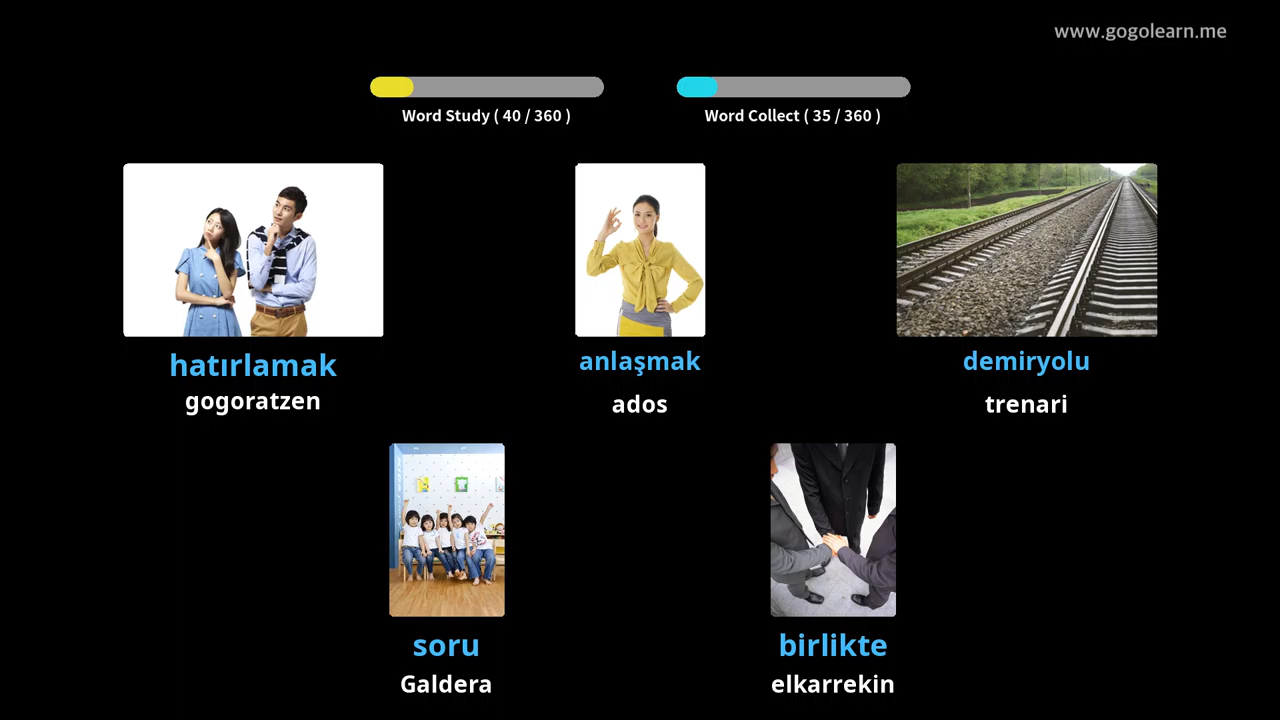 www.gogolearn.me
Word Study ( 40 / 360 )
Word Collect ( 35 / 360 )
hatırlamak
gogoratzen
anlaşmak
ados
demiryolu
trenari
soru
Galdera
birlikte
elkarrekin